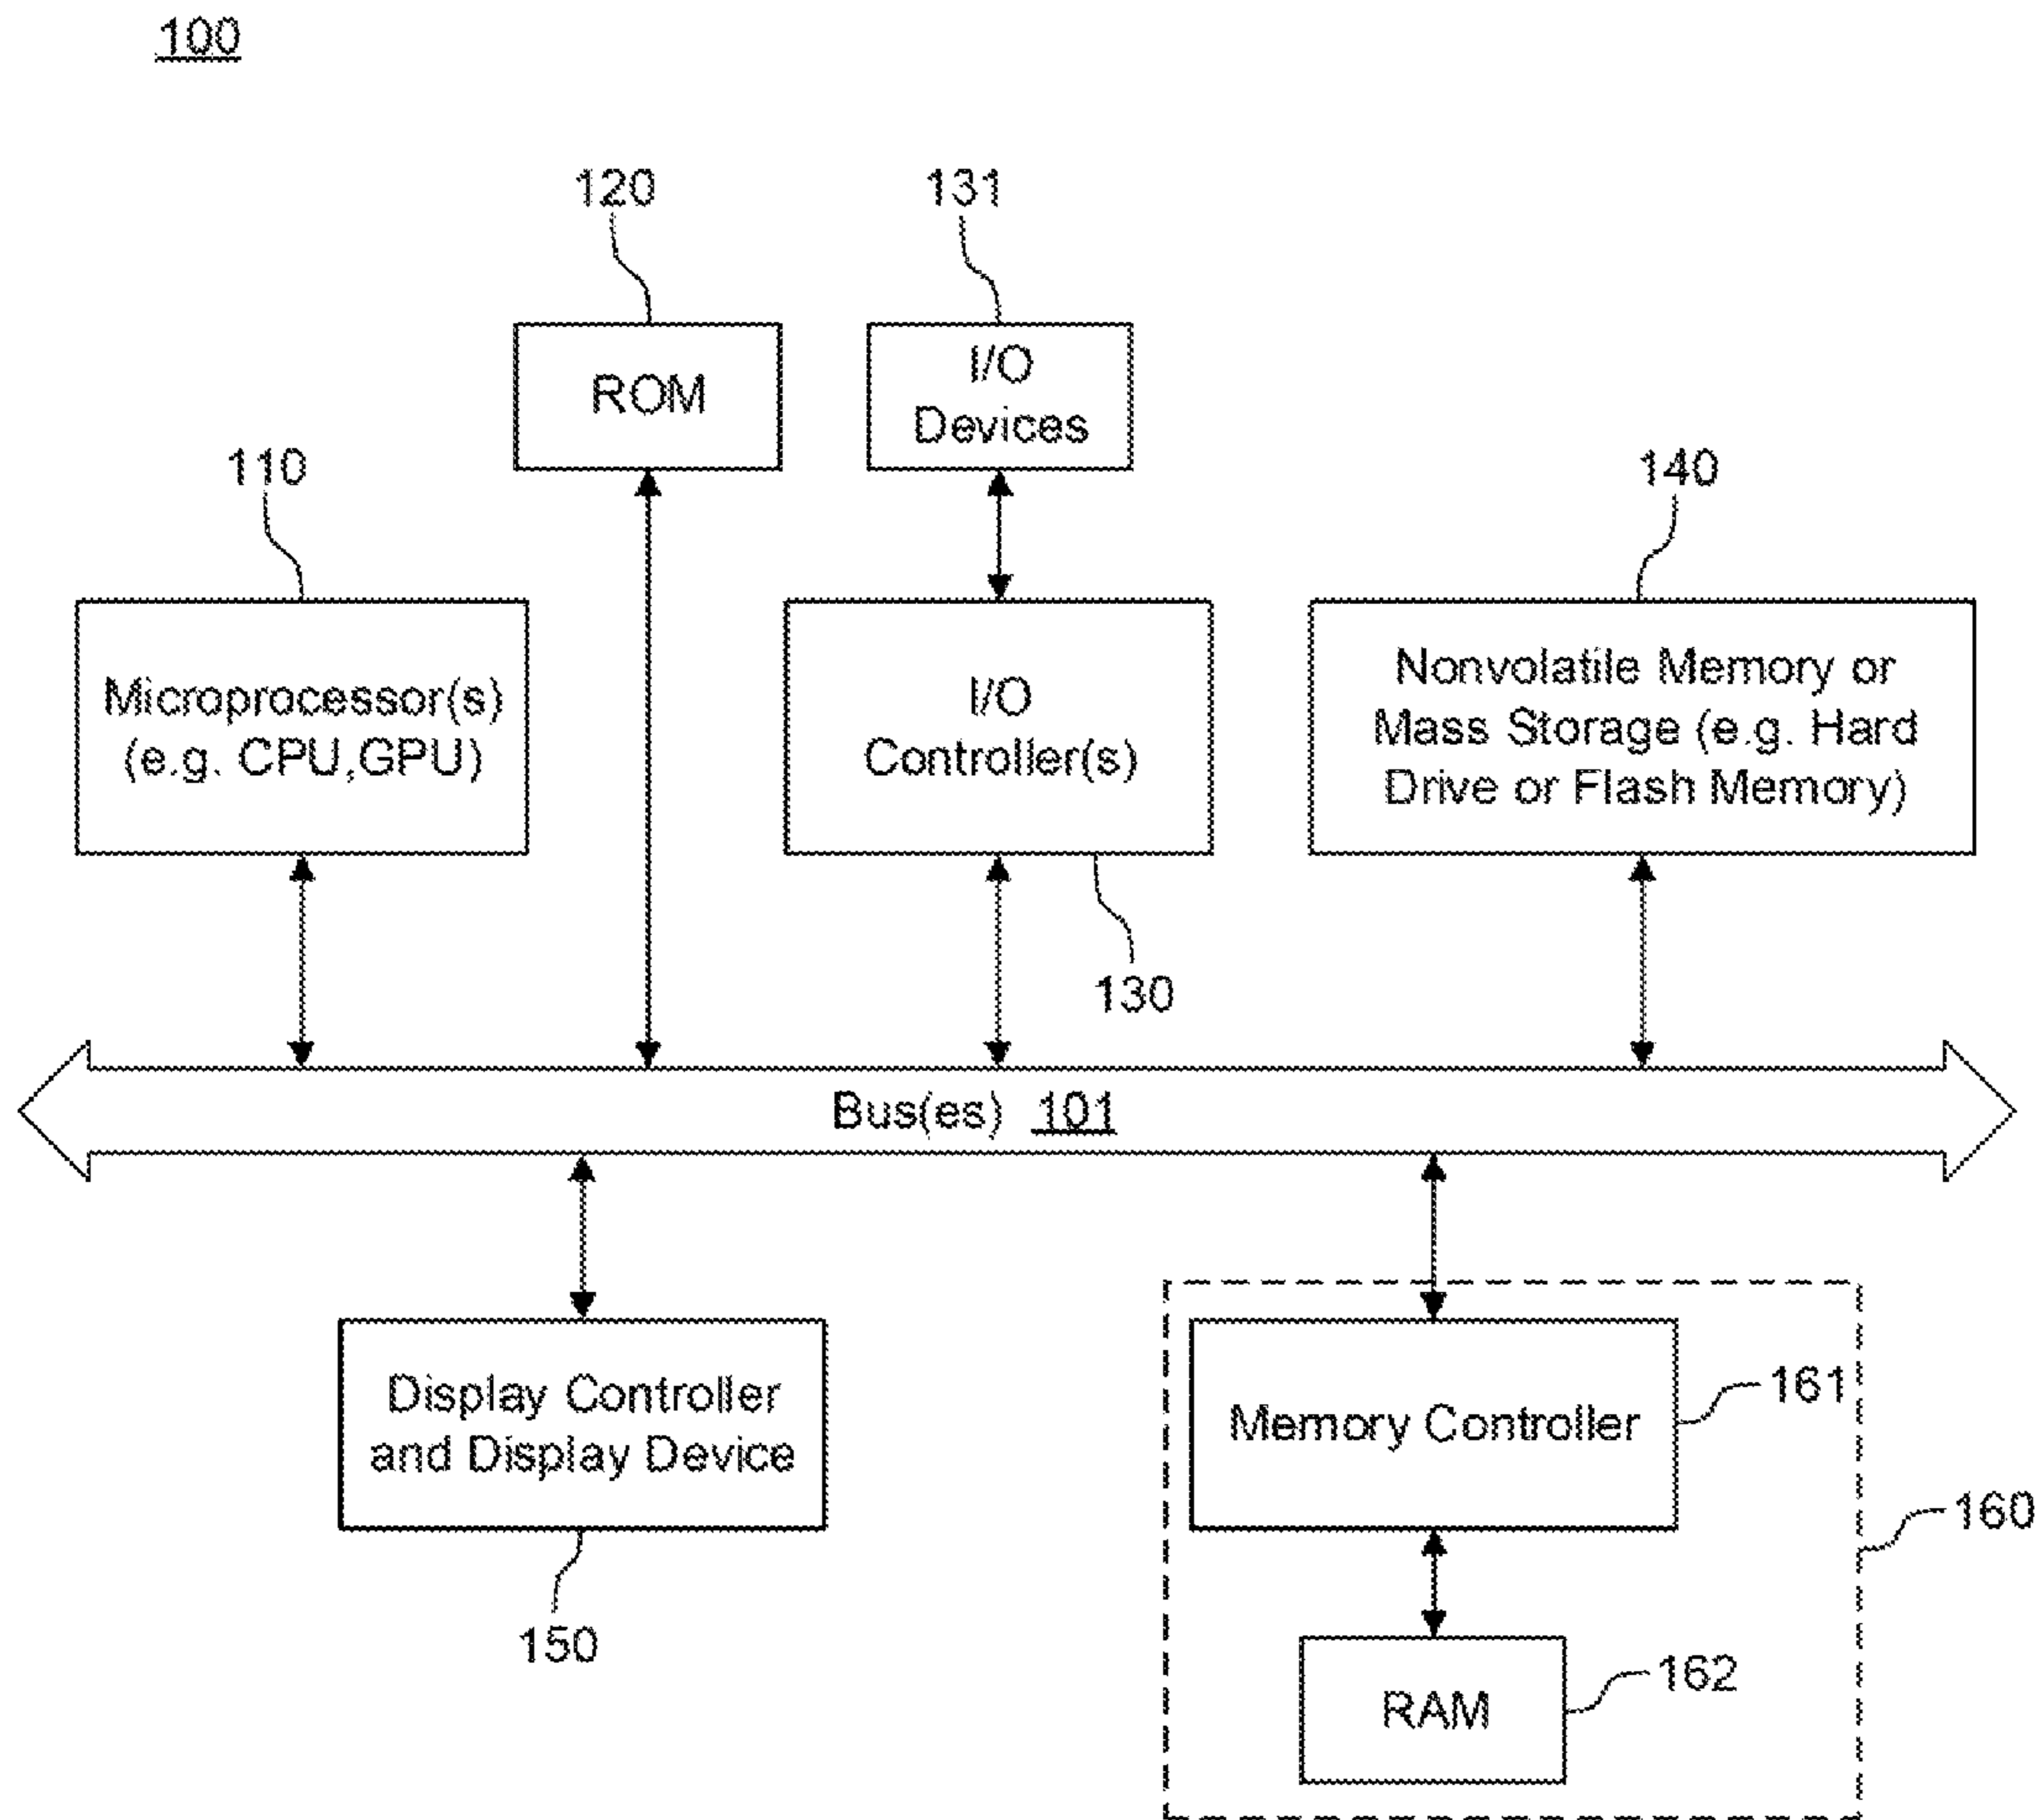 100
120
131
ROM
I/O
Devices
110
140
Microprocessor(s)
(e.g. CPU,GPU)
I/O
Controller(s)
Nonvolatile Memory or
Mass Storage (e.g. Hard
Drive or Flash Memory)
130
Bus(es) 101
Display Controller
and Display Device
150
Memory Controller
161
160
RAM
162